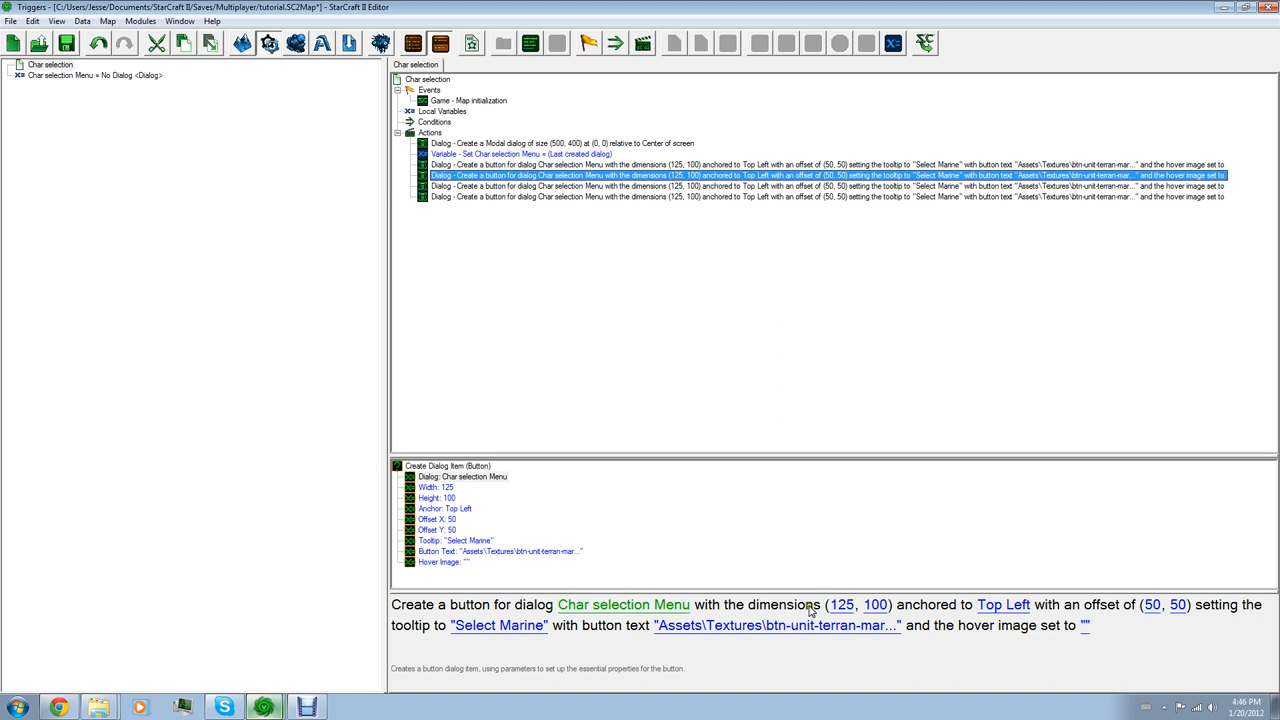 Triggers - [C:/Users/Jesse/Documents/StarCraft II/Saves/Multiplayer/tutorial.SC2Map*] - StarCraft II Editor
File Edit View Data Map Modules Window Help
Char selection
Char selection Menu = No Dialog <Dialog>
Char selection
Char selection
Events
Game - Map initialization
Local Variables
Conditions
Actions
Dialog - Create a Modal dialog of size (500, 400) at (0, 0) relative to Center of screen
Variable - Set Char selection Menu = (Last created dialog)
Dialog - Create a button for dialog Char selection Menu with the dimensions (125, 100) anchored to Top Left with an offset of (50, 50) setting the tooltip to "Select Marine" with button text "Assets\Textures\btn-unit-terran-mar..." and the hover image set to
Dialog - Create a button for dialog Char selection Menu with the dimensions (125, 100) anchored to Top Left with an offset of (50, 50) setting the tooltip to "Select Marine" with button text "Assets\Textures\btn-unit-terran-mar..." and the hover image set to
Dialog - Create a button for dialog Char selection Menu with the dimensions (125, 100) anchored to Top Left with an offset of (50, 50) setting the tooltip to "Select Marine" with button text "Assets\Textures\btn-unit-terran-mar..." and the hover image set to
Dialog - Create a button for dialog Char selection Menu with the dimensions (125, 100) anchored to Top Left with an offset of (50, 50) setting the tooltip to "Select Marine" with button text "Assets\Textures\btn-unit-terran-mar..." and the hover image set to
Create Dialog Item (Button)
Dialog: Char selection Menu
Width: 125
Height: 100
Anchor: Top Left
Offset X: 50
Offset Y: 50
Tooltip: "Select Marine"
Button Text: "Assets\Textures\btn-unit-terran-mar..."
Hover Image: ""
Create a button for dialog Char selection Menu with the dimensions (125, 100) anchored to Top Left with an offset of (50, 50) setting the
tooltip to "Select Marine" with button text "Assets\Textures\btn-unit-terran-mar..." and the hover image set to ""
Creates a button dialog item, using parameters to set up the essential properties for the button.
4:46 PM
1/20/2012